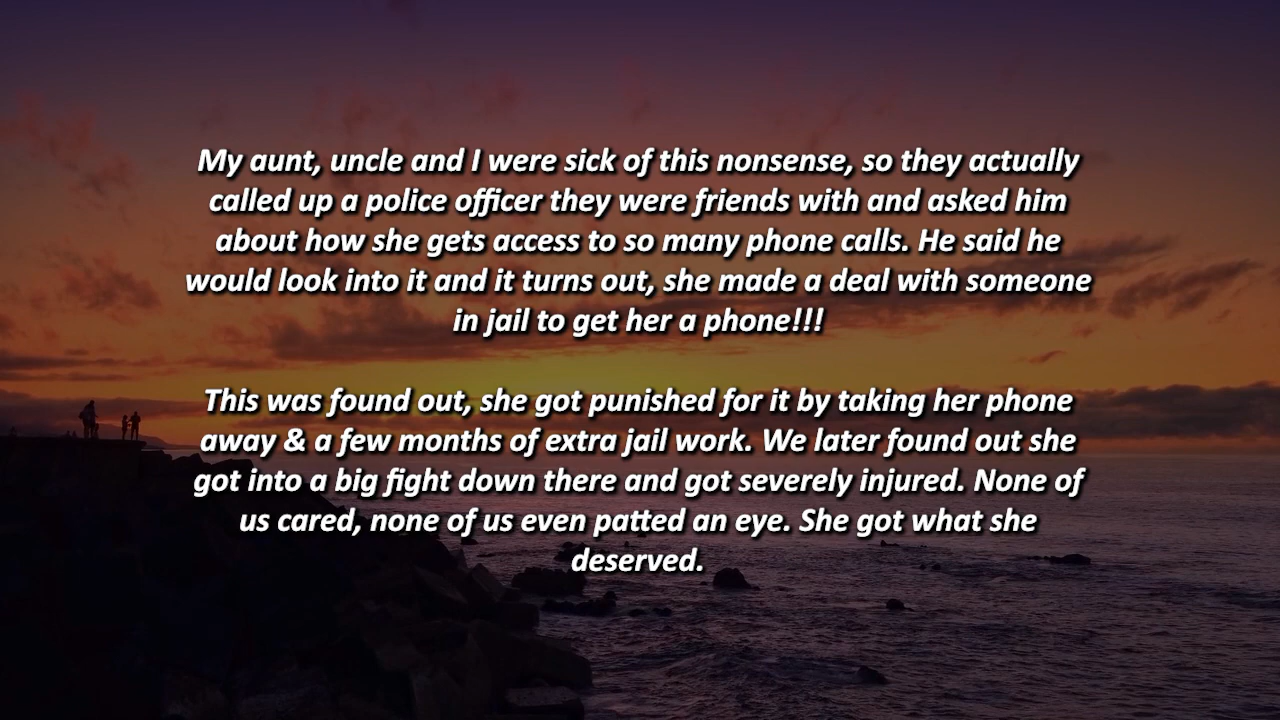 My aunt, uncle and I were sick of this nonsense, so they actually
called up a police officer they were friends with and asked him
about how she gets access to so many phone calls. He said he
would look into it and it turns out, she made a deal with someone
in jail to get her a phone!!!
This was found out, she got punished for it by taking her phone
away & a few months of extra jail work. We later found out she
got into a big fight down there and got severely injured. None of
us cared, none of us even patted an eye. She got what she
deserved.